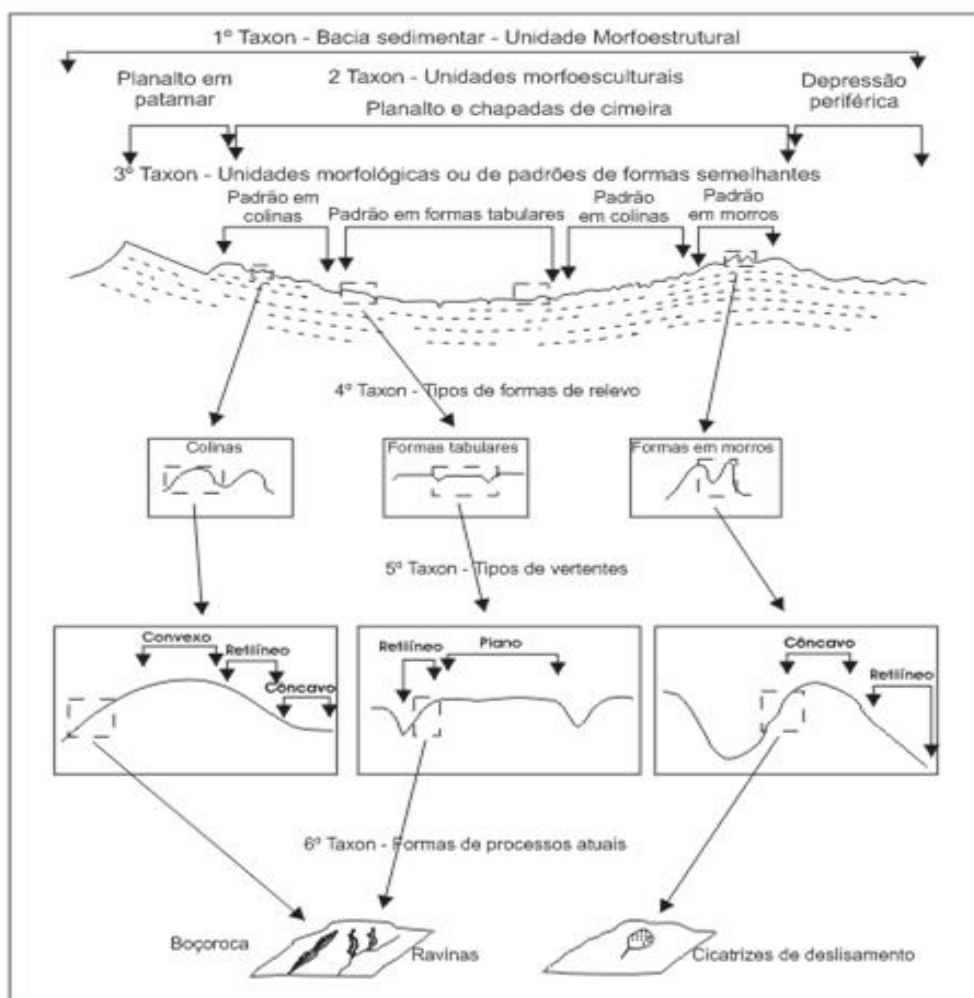 1º Taxon - Bacia sedimentar - Unidade Morfoestrutural
Planalto em
patamar
2 Taxon - Unidades morfoesculturais
Planalto e chapadas de cimeira
Depressão
periférica
3º Taxon - Unidades morfológicas ou de padrões de formas semelhantes
Padrão em
colinas
Padrão em formas tabulares
Padrão
em colinas
Padrão
em morros
4º Taxon - Tipos de formas de relevo
Colinas
Formas tabulares
Formas em morros
5º Taxon - Tipos de vertentes
Convexo
Retilíneo
Côncavo
Retilíneo
Plano
Côncavo
Retilíneo
6º Taxon - Formas de processos atuais
Boçoroca
Ravinas
Cicatrizes de deslisamento